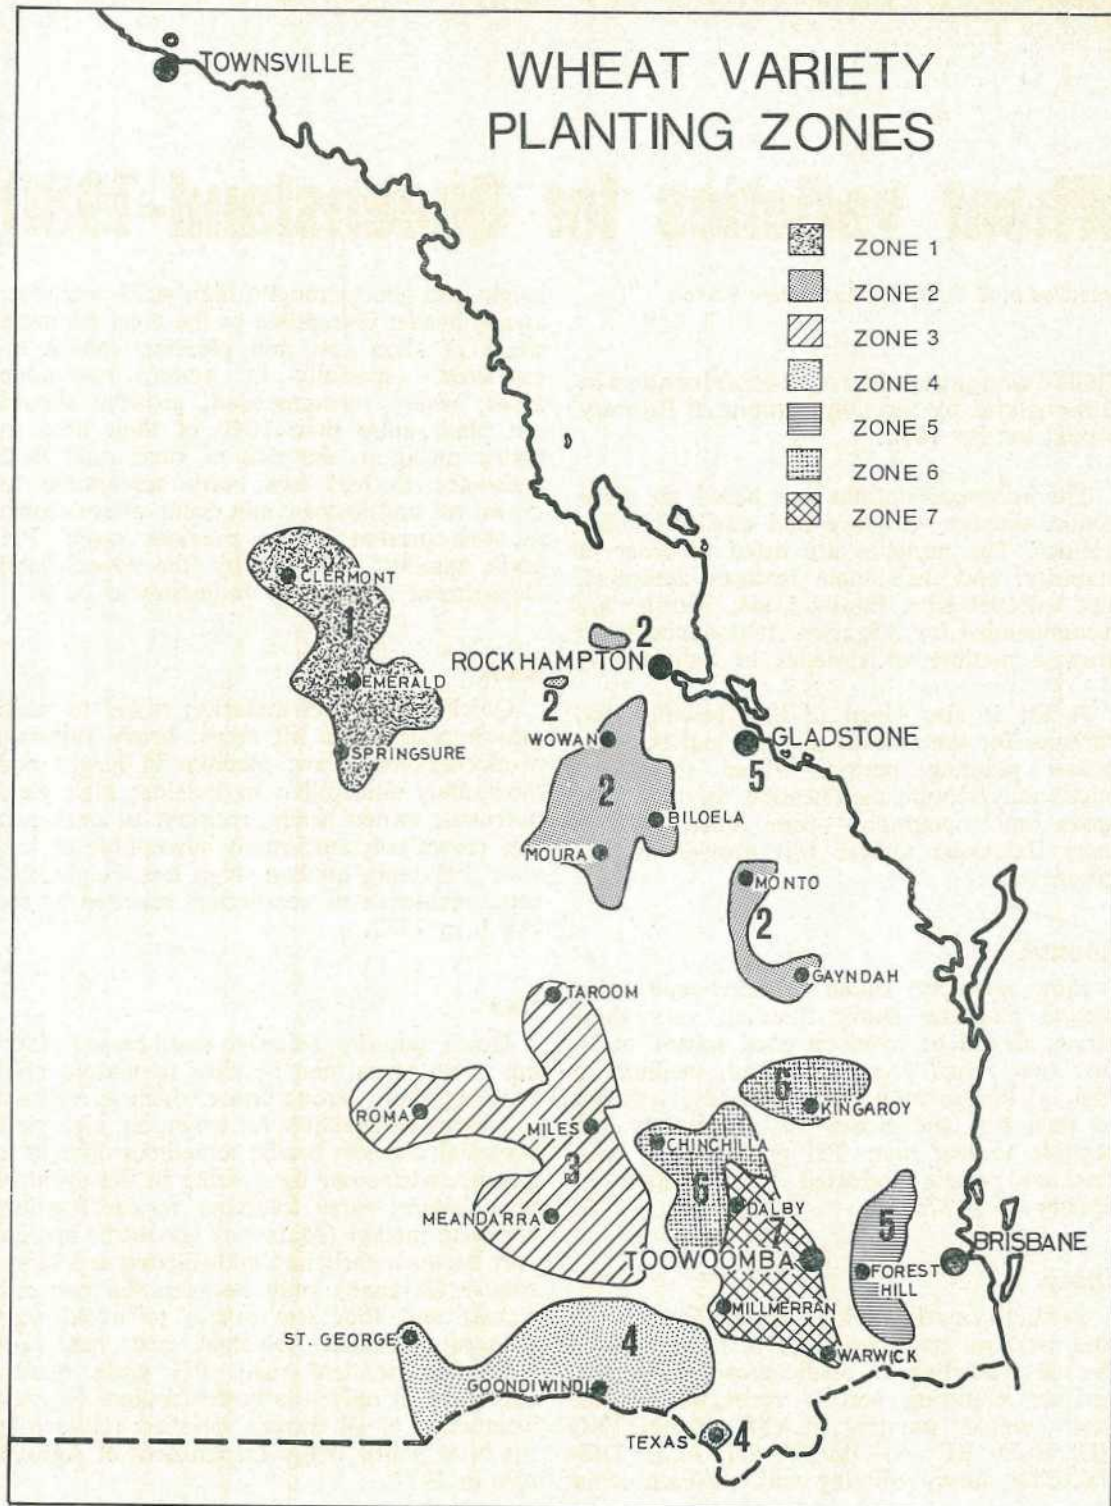 TOWNSVILLE
WHEAT VARIETY
PLANTING ZONES
ZONE 1
ZONE 2
ZONE 3
ZONE 4
ZONE 5
ZONE 6
ZONE 7
CLERMONT
1
EMERALD
SPRINGSURE
2
ROCKHAMPTON
2
WOWAN
GLADSTONE
5
2
BILOELA
MOURA
MONTO
2
GAYNDAH
TAROOM
6
KINGAROY
ROMA
MILES
CHINCHILLA
3
6
DALBY
MEANDARRA
7
5
TOOWOOMBA
BRISBANE
FOREST
HILL
MILLMERRAN
ST. GEORGE
4
WARWICK
GOONDIWINDI
TEXAS
4